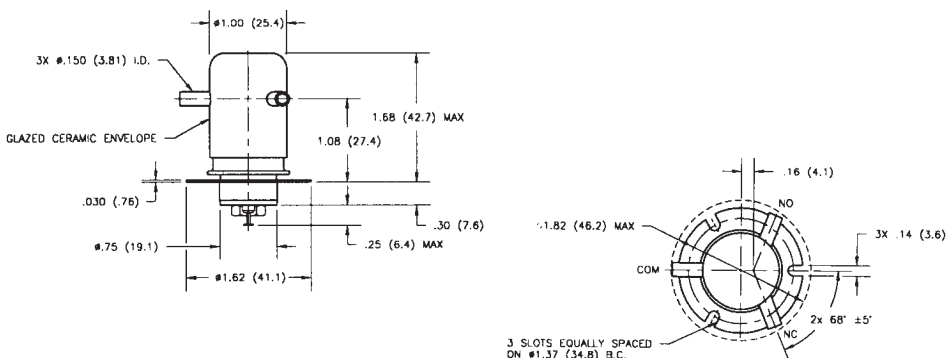 ø1.00 (25.4)
3X ø.150 (3.81) I.D.
GLAZED CERAMIC ENVELOPE
1.68 (42.7) MAX
1.08 (27.4)
.030 (.76)
.30 (7.6)
.25 (6.4) MAX
ø.75 (19.1)
ø1.62 (41.1)
.16 (4.1)
NO
ø1.82 (46.2) MAX
3X .14 (3.6)
COM
2x 68° ±5°
NC
3 SLOTS EQUALLY SPACED
ON ø1.37 (34.8) B.C.